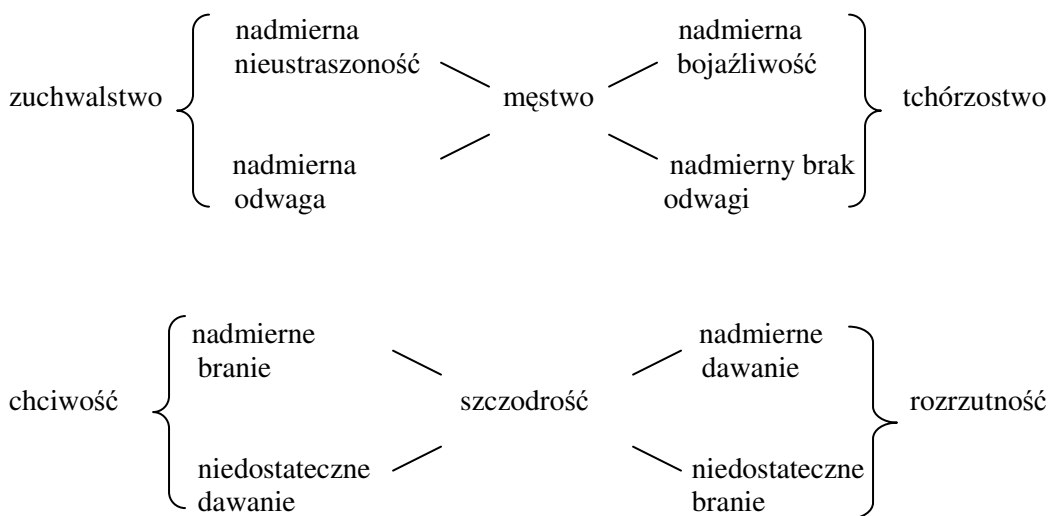 nadmierna
nieustraszoność
nadmierna
bojaźliwość
zuchwalstwo
męstwo
tchórzostwo
nadmierna
odwaga
nadmierny brak
odwagi
nadmierne
branie
nadmierne
dawanie
chciwość
szczodrość
rozrzutność
niedostateczne
dawanie
niedostateczne
branie